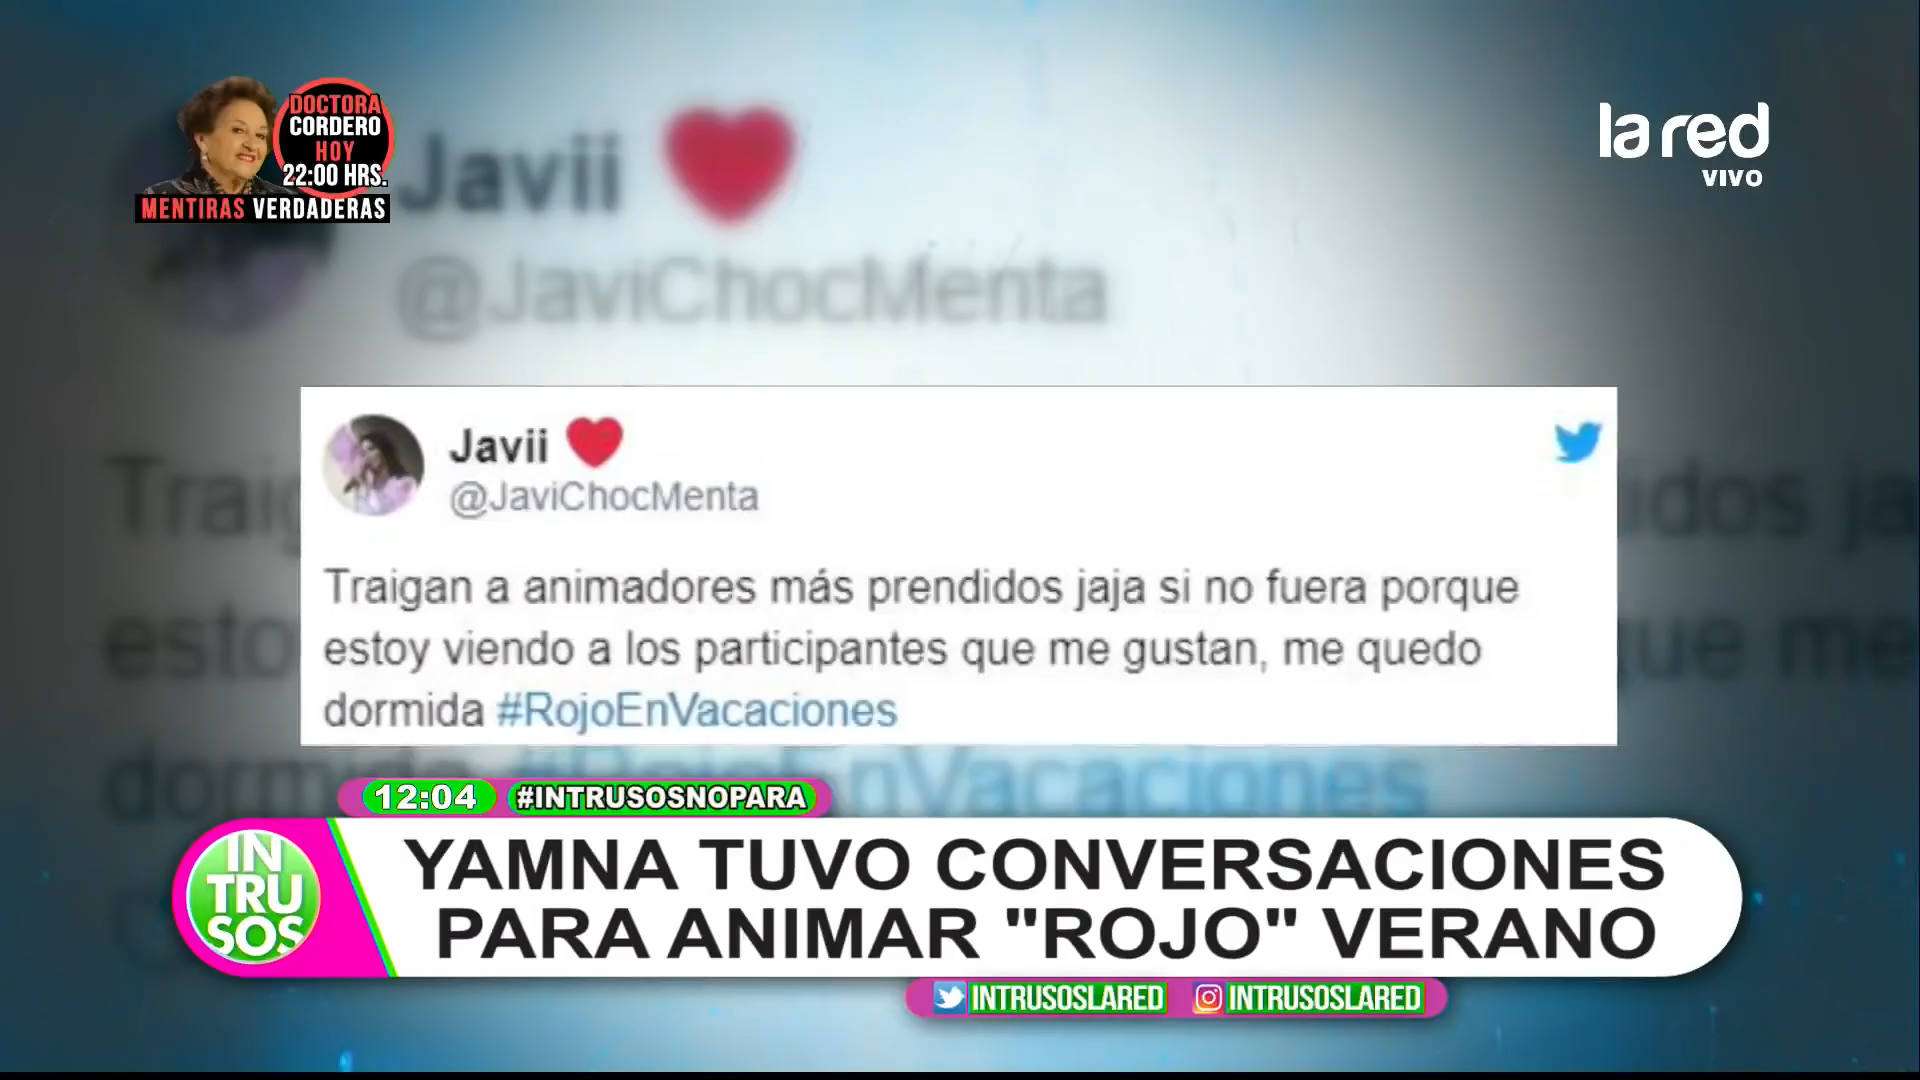 DOCTORA
CORDERO
HOY
22:00 HRS.
MENTIRAS VERDADERAS
la red
VIVO
Javii
@JaviChocMenta
Javii
@JaviChocMenta
Traigan a animadores más prendidos jaja si no fuera porque
estoy viendo a los participantes que me gustan, me quedo
dormida #RojoEnVacaciones
12:04 #INTRUSOSNOPARA
IN
TRU
SOS
YAMNA TUVO CONVERSACIONES
PARA ANIMAR "ROJO" VERANO
INTRUSOSLARED INTRUSOSLARED